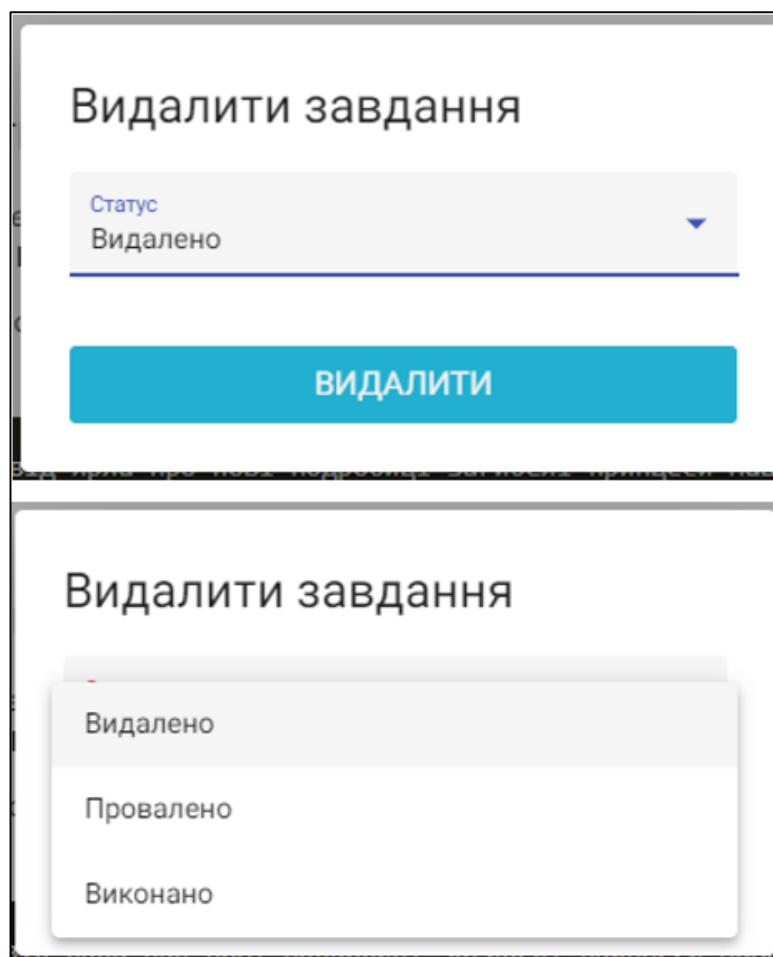 Видалити завдання
Статус
Видалено
ВИДАЛИТИ
Видалити завдання
Видалено
Провалено
Виконано